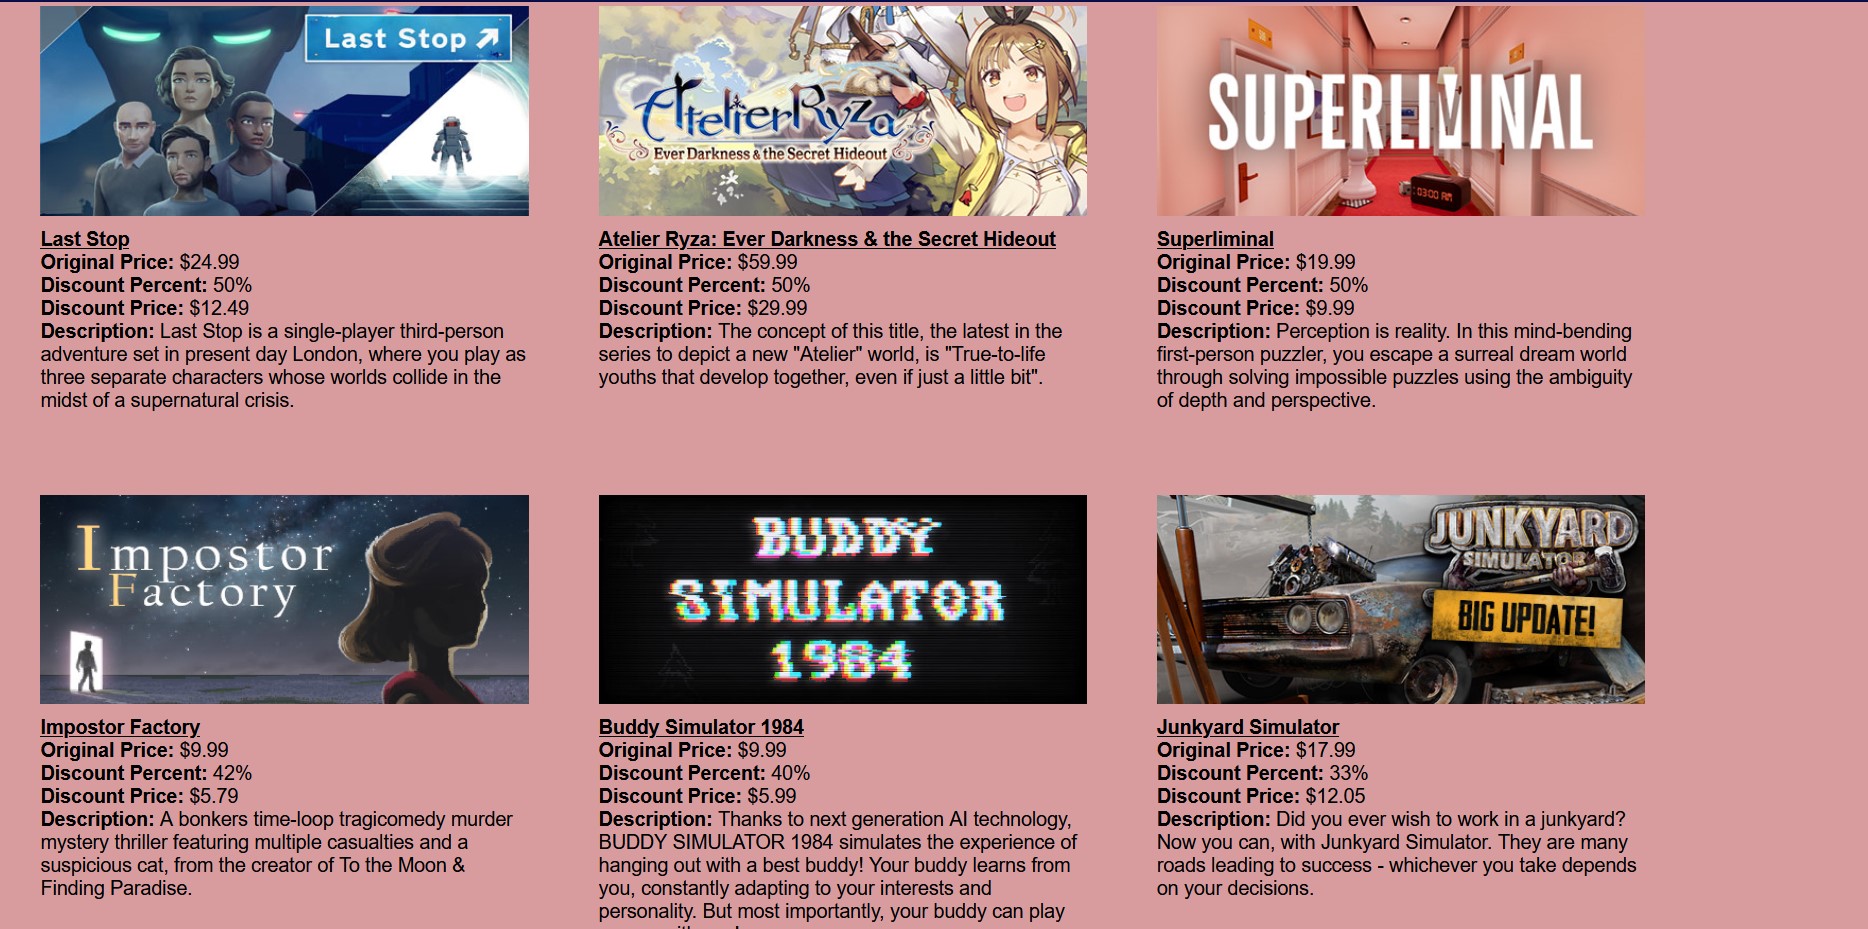 Last Stop
Atelier Ryza
Ever Darkness & the Secret Hideout
SUPERLIMINAL
03:00 AM
Last Stop
Original Price: $24.99
Discount Percent: 50%
Discount Price: $12.49
Description: Last Stop is a single-player third-person
adventure set in present day London, where you play as
three separate characters whose worlds collide in the
midst of a supernatural crisis.
Atelier Ryza: Ever Darkness & the Secret Hideout
Original Price: $59.99
Discount Percent: 50%
Discount Price: $29.99
Description: The concept of this title, the latest in the
series to depict a new "Atelier" world, is "True-to-life
youths that develop together, even if just a little bit".
Superliminal
Original Price: $19.99
Discount Percent: 50%
Discount Price: $9.99
Description: Perception is reality. In this mind-bending
first-person puzzler, you escape a surreal dream world
through solving impossible puzzles using the ambiguity
of depth and perspective.
Impostor
Factory
BUDDY
SIMULATOR
1984
JUNKYARD
SIMULATOR
BIG UPDATE!
Impostor Factory
Original Price: $9.99
Discount Percent: 42%
Discount Price: $5.79
Description: A bonkers time-loop tragicomedy murder
mystery thriller featuring multiple casualties and a
suspicious cat, from the creator of To the Moon &
Finding Paradise.
Buddy Simulator 1984
Original Price: $9.99
Discount Percent: 40%
Discount Price: $5.99
Description: Thanks to next generation AI technology,
BUDDY SIMULATOR 1984 simulates the experience of
hanging out with a best buddy! Your buddy learns from
you, constantly adapting to your interests and
personality. But most importantly, your buddy can play
Junkyard Simulator
Original Price: $17.99
Discount Percent: 33%
Discount Price: $12.05
Description: Did you ever wish to work in a junkyard?
Now you can, with Junkyard Simulator. They are many
roads leading to success - whichever you take depends
on your decisions.